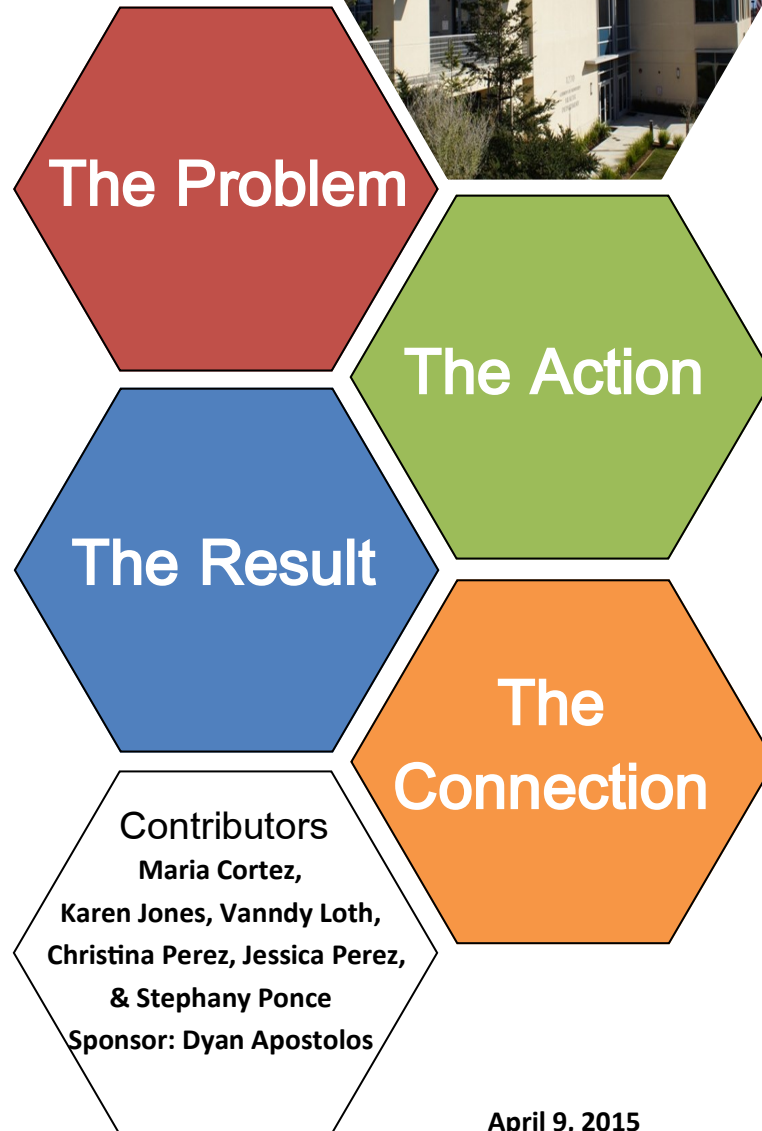 The Problem
The Action
The Result
The
Connection
Contributors
Maria Cortez,
Karen Jones, Vanndy Loth,
Christina Perez, Jessica Perez,
& Stephany Ponce
Sponsor: Dyan Apostolos
April 9, 2015